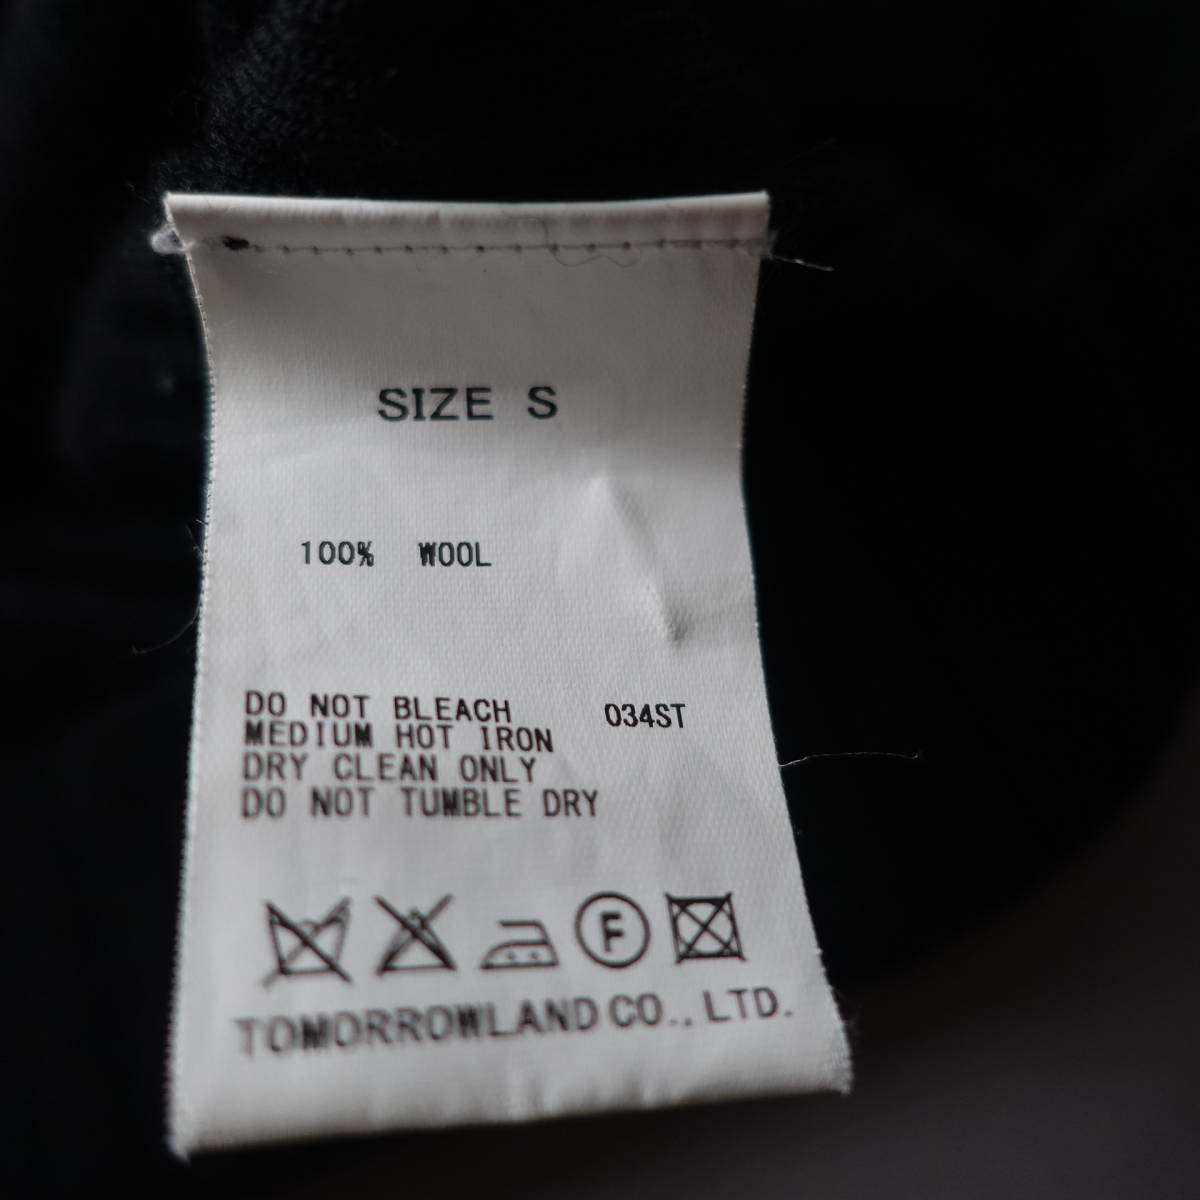 SIZE S
100% WOOL
DO NOT BLEACH 034ST
MEDIUM HOT IRON
DRY CLEAN ONLY
DO NOT TUMBLE DRY
F
TOMORROWLAND CO., LTD.